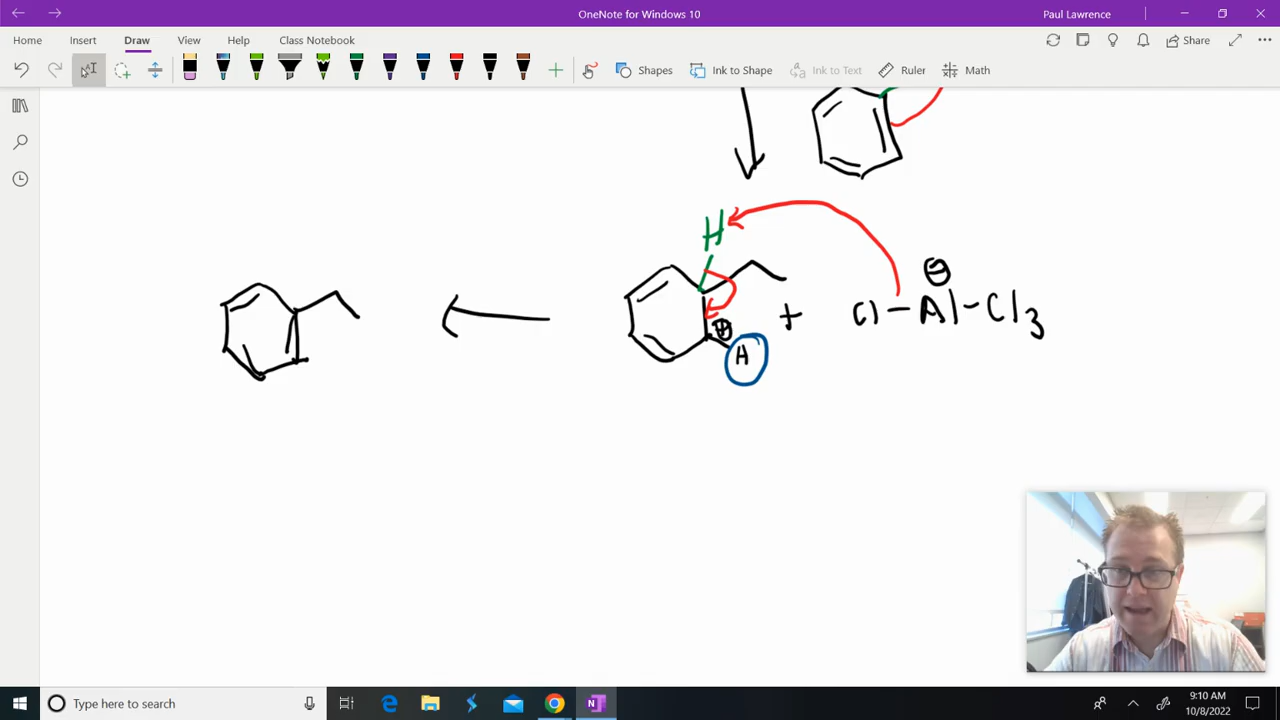 OneNote for Windows 10
Paul Lawrence
Home Insert Draw View Help Class Notebook
Share
Shapes Ink to Shape Ink to Text Ruler Math
H
⊖
Cl-Al-Cl3
⊕
+
H
Type here to search
9:10 AM
10/8/2022